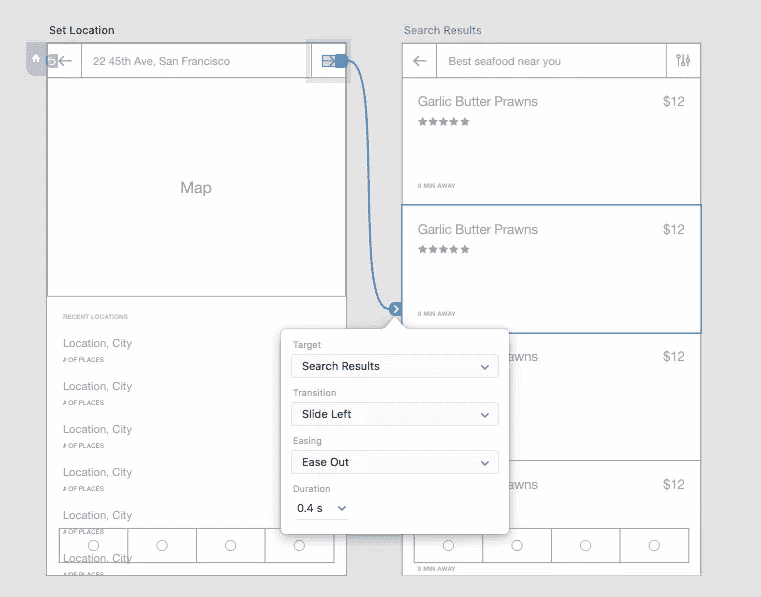 Set Location
22 45th Ave, San Francisco
Map
RECENT LOCATIONS
Location, City
# OF PLACES
Location, City
# OF PLACES
Location, City
# OF PLACES
Location, City
# OF PLACES
Location, City
# OF PLACES
Location, City
# OF PLACES
Search Results
Best seafood near you
Garlic Butter Prawns $12
★★★★★
8 MIN AWAY
Garlic Butter Prawns $12
★★★★★
8 MIN AWAY
awns $12
awns $12
8 MIN AWAY
Target
Search Results
Transition
Slide Left
Easing
Ease Out
Duration
0.4 s